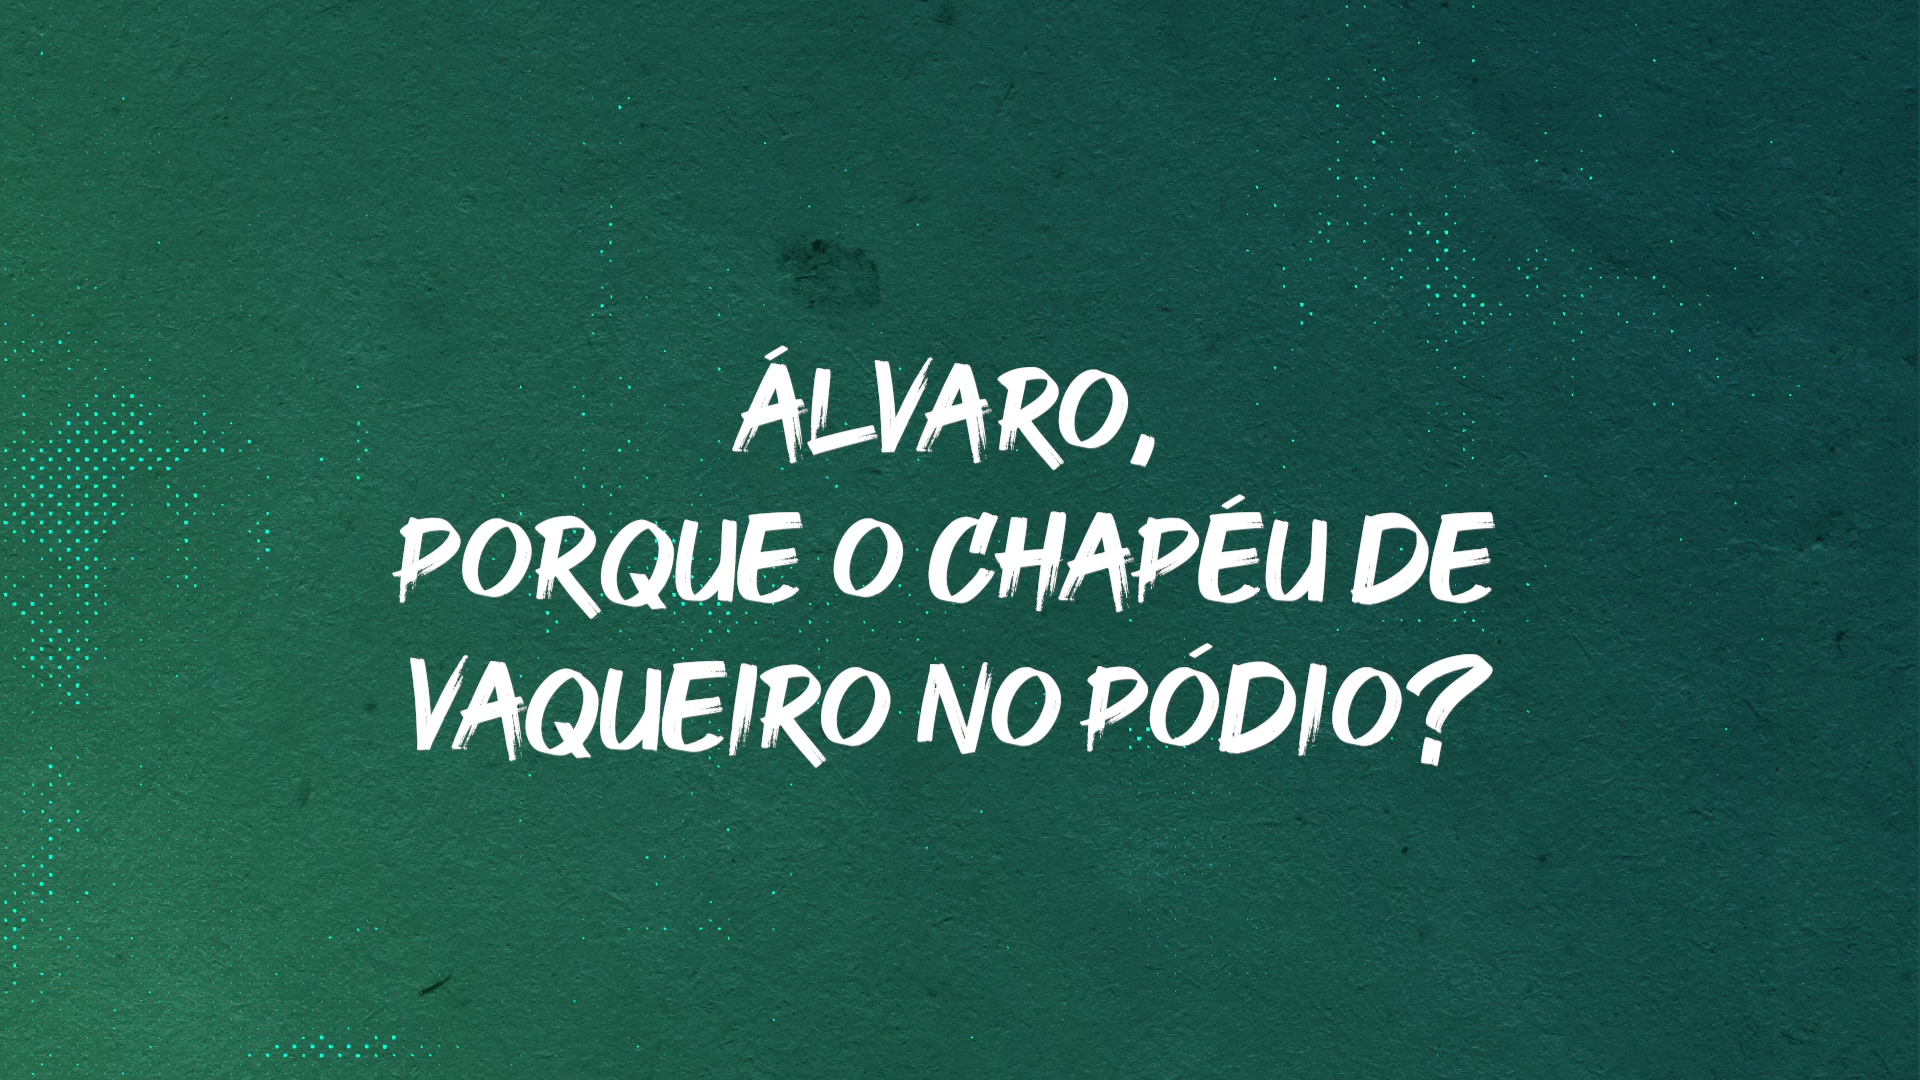 ÁLVARO,
PORQUE O CHAPÉU DE
VAQUEIRO NO PÓDIO?